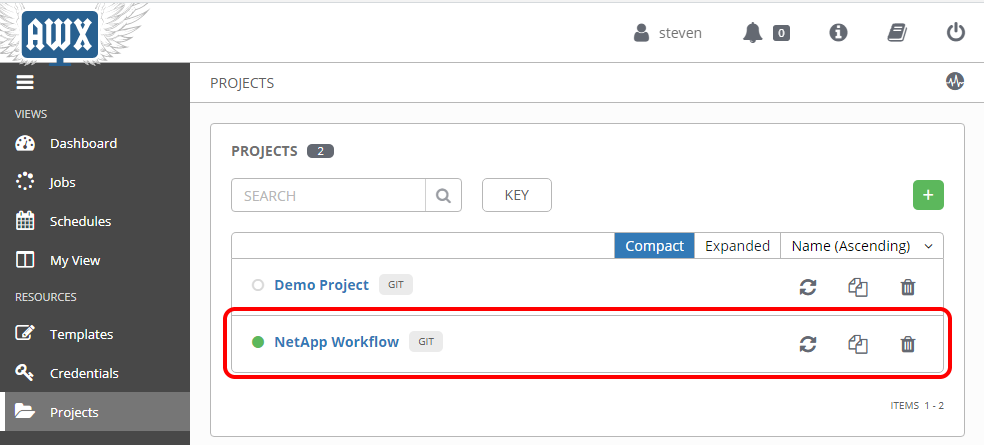 AWX
steven
0
PROJECTS
VIEWS
Dashboard
Jobs
Schedules
My View
RESOURCES
Templates
Credentials
Projects
PROJECTS 2
SEARCH
KEY
+
Compact Expanded Name (Ascending)
Demo Project GIT
NetApp Workflow GIT
ITEMS 1 - 2